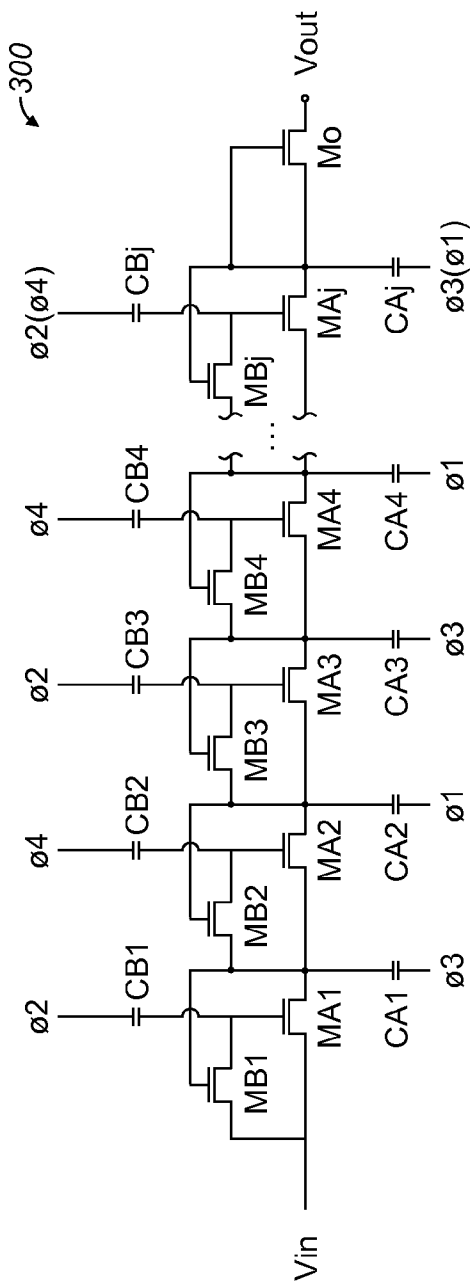 300
ø2
ø4
ø2
ø4
ø2(ø4)
CB1
CB2
CB3
CB4
CBj
MB1
MB2
MB3
MB4
MBj
...
Vin
Vout
MA1
MA2
MA3
MA4
MAj
Mo
CA1
CA2
CA3
CA4
CAj
ø3
ø1
ø3
ø1
ø3(ø1)